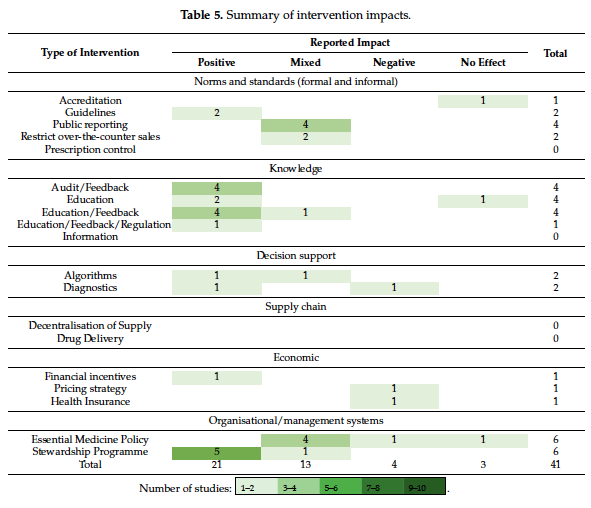 Table 5. Summary of intervention impacts.
Type of Intervention Reported Impact Total
Positive Mixed Negative No Effect
Norms and standards (formal and informal)
Accreditation 1 1
Guidelines 2 2
Public reporting 4 4
Restrict over-the-counter sales 2 2
Prescription control 0
Knowledge
Audit/Feedback 4 4
Education 2 1 4
Education/Feedback 4 1 4
Education/Feedback/Regulation 1 1
Information 0
Decision support
Algorithms 1 1 2
Diagnostics 1 1 2
Supply chain
Decentralisation of Supply 0
Drug Delivery 0
Economic
Financial incentives 1 1
Pricing strategy 1 1
Health Insurance 1 1
Organisational/management systems
Essential Medicine Policy 4 1 1 6
Stewardship Programme 5 1 6
Total 21 13 4 3 41
Number of studies: 1–2 3–4 5–6 7–8 9–10 .